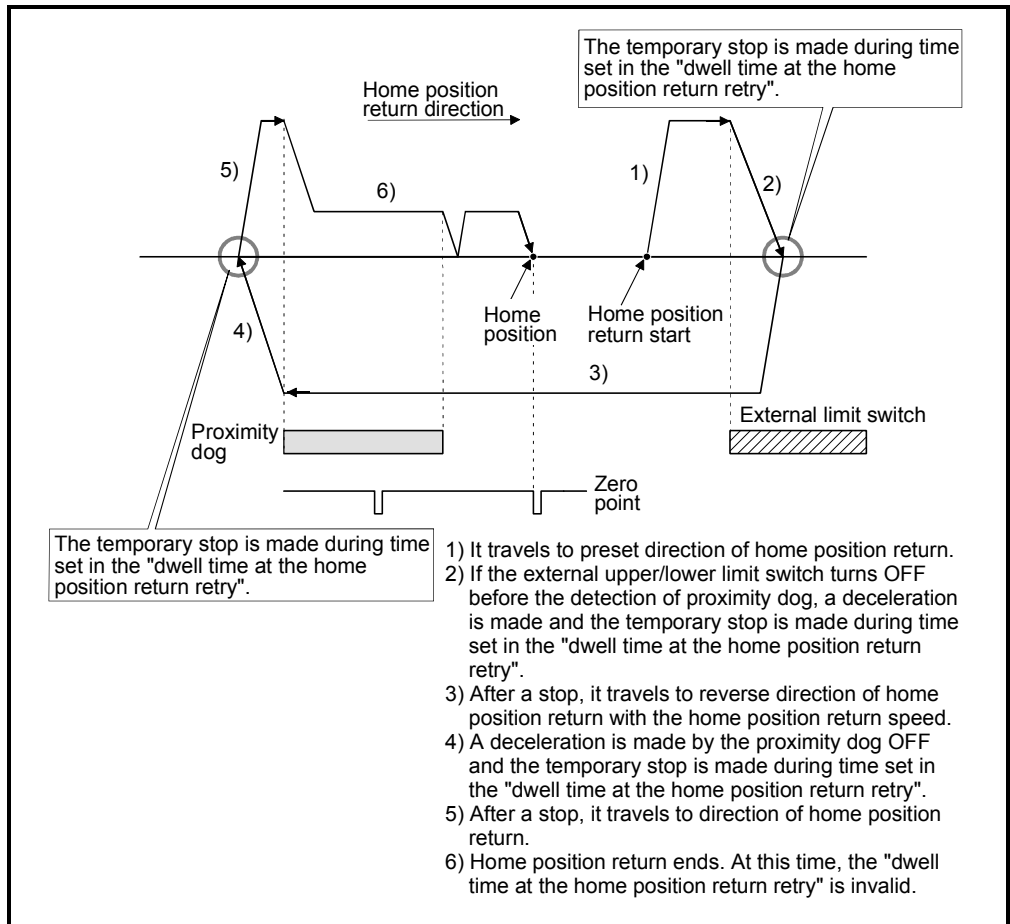 The temporary stop is made during time
set in the "dwell time at the home
position return retry".
Home position
return direction
1)
2)
5)
6)
Home
position
Home position
return start
4)
3)
External limit switch
Proximity
dog
Zero
point
The temporary stop is made during time
set in the "dwell time at the home
position return retry".
1) It travels to preset direction of home position return.
2) If the external upper/lower limit switch turns OFF
before the detection of proximity dog, a deceleration
is made and the temporary stop is made during time
set in the "dwell time at the home position return
retry".
3) After a stop, it travels to reverse direction of home
position return with the home position return speed.
4) A deceleration is made by the proximity dog OFF
and the temporary stop is made during time set in
the "dwell time at the home position return retry".
5) After a stop, it travels to direction of home position
return.
6) Home position return ends. At this time, the "dwell
time at the home position return retry" is invalid.